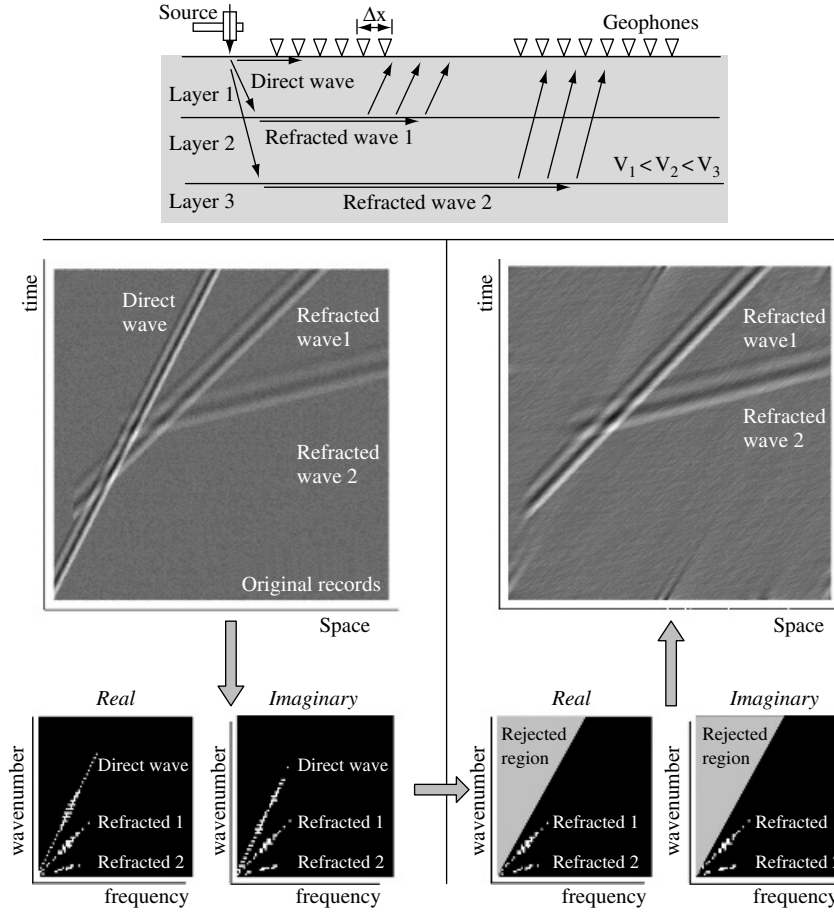 Source
Δx
Geophones
Direct wave
Layer 1
Refracted wave 1
Layer 2
V1 < V2 < V3
Layer 3
Refracted wave 2
time
Direct
wave
Refracted
wave1
Refracted
wave 2
Original records
Space
time
Refracted
wave1
Refracted
wave 2
Space
Real
wavenumber
Direct wave
Refracted 1
Refracted 2
frequency
Imaginary
wavenumber
Direct wave
Refracted 1
Refracted 2
frequency
Real
wavenumber
Rejected
region
Refracted 1
Refracted 2
frequency
Imaginary
wavenumber
Rejected
region
Refracted
Refracted
frequency